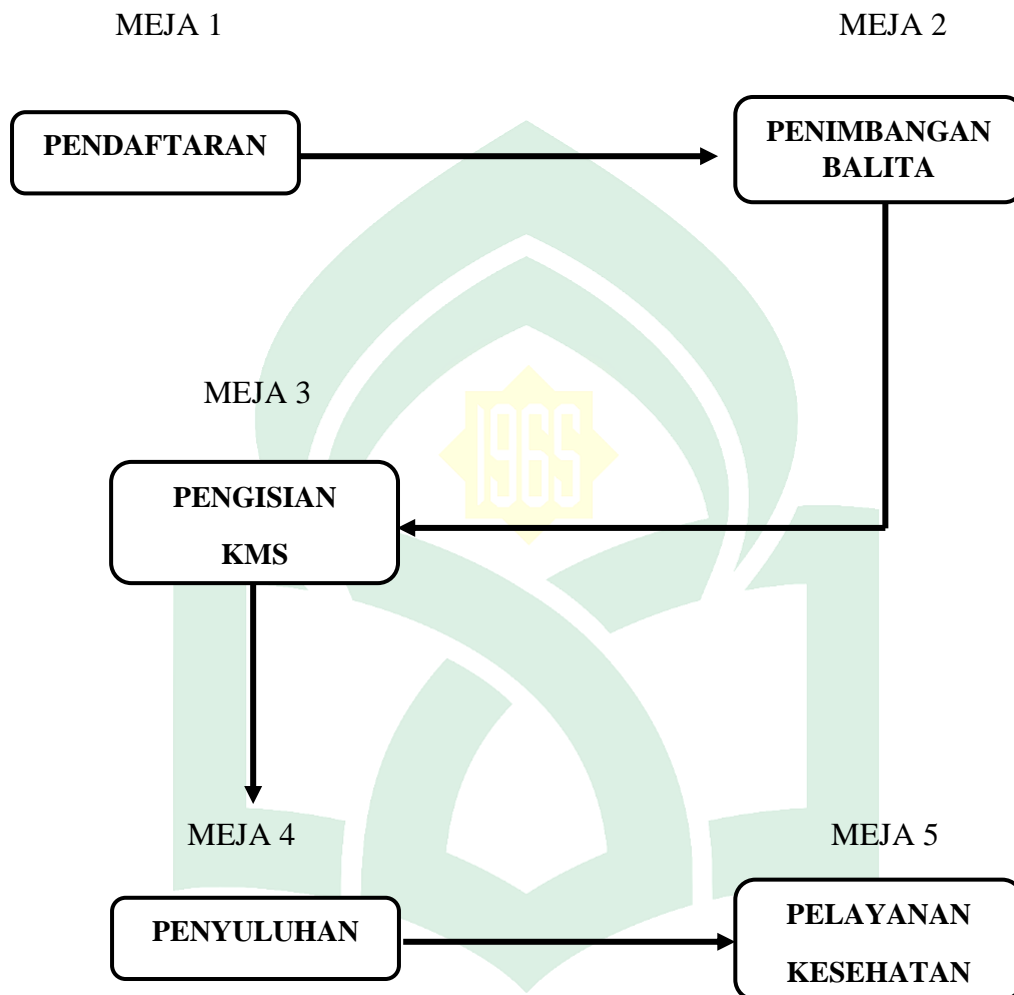 MEJA 1
MEJA 2
PENDAFTARAN
PENIMBANGAN
BALITA
MEJA 3
1965
PENGISIAN
KMS
MEJA 4
MEJA 5
PENYULUHAN
PELAYANAN
KESEHATAN